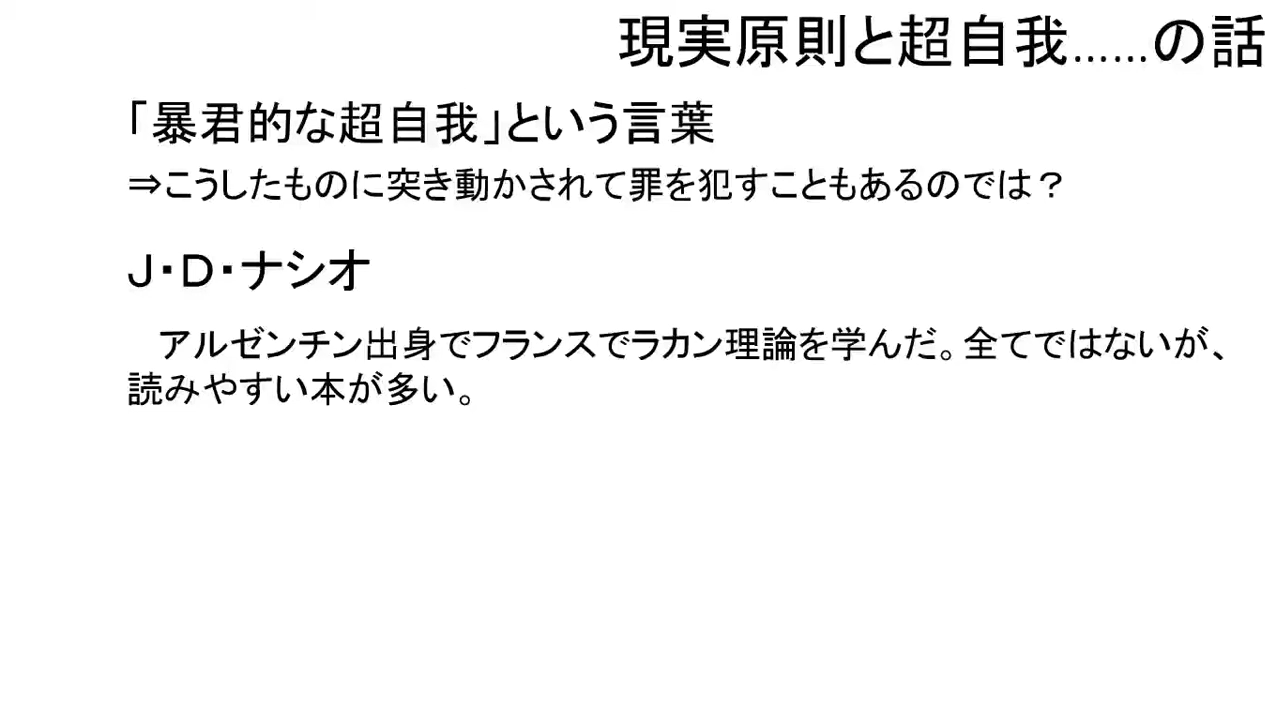 現実原則と超自我……の話
「暴君的な超自我」という言葉
⇒こうしたものに突き動かされて罪を犯すこともあるのでは？
Ｊ・Ｄ・ナシオ
　アルゼンチン出身でフランスでラカン理論を学んだ。全てではないが、
読みやすい本が多い。